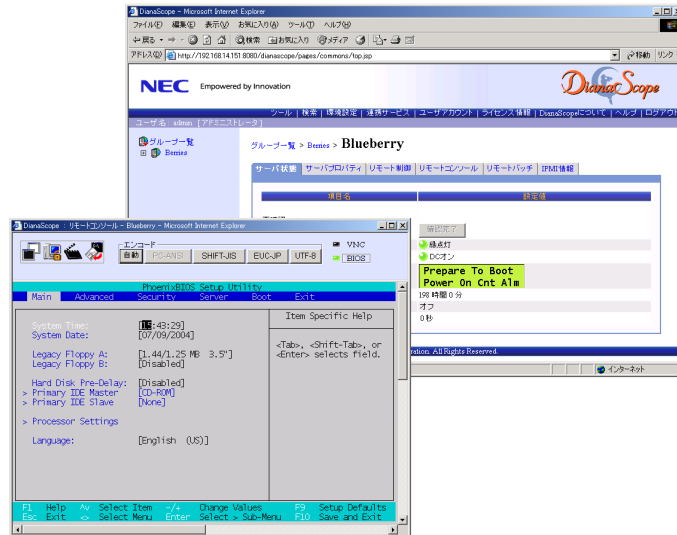 DianaScope - Microsoft Internet Explorer
ファイル(F) 編集(E) 表示(V) お気に入り(A) ツール(T) ヘルプ(H)
戻る 検索 お気に入り メディア
アドレス(D) http://192.168.14.151:8080/dianascope/pages/commons/top.jsp 移動 リンク
NEC Empowered by Innovation DianaScope
ツール | 検索 | 環境設定 | 連携サービス | ユーザアカウント | ライセンス情報 | DianaScopeについて | ヘルプ | ログアウト
ユーザ名: admin [アドミニストレータ]
グループ一覧
Berries
グループ一覧 > Berries > Blueberry
サーバ状態 サーバプロパティ リモート制御 リモートコンソール リモートバッチ IPMI情報
項目名 設定値
確認完了
緑点灯
DCオン
Prepare To Boot
Power On Cnt Alm
198 時間 0 分
オフ
0 秒
ration. All Rights Reserved.
インターネット
DianaScope : リモートコンソール - Blueberry - Microsoft Internet Explorer
エンコード
自動 PC-ANSI SHIFT-JIS EUC-JP UTF-8
VNC
BIOS
PhoenixBIOS Setup Utility
Main Advanced Security Server Boot Exit
Item Specific Help
System Time: [15:43:29]
System Date: [07/09/2004]
<Tab>, <Shift-Tab>, or
<Enter> selects field.
Legacy Floppy A: [1.44/1.25 MB 3.5"]
Legacy Floppy B: [Disabled]
Hard Disk Pre-Delay: [Disabled]
> Primary IDE Master [CD-ROM]
> Primary IDE Slave [None]
> Processor Settings
Language: [English (US)]
F1 Help ^v Select Item -/+ Change Values F9 Setup Defaults
Esc Exit <> Select Menu Enter Select > Sub-Menu F10 Save and Exit